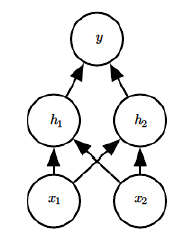 y
h₁ h₂
x₁ x₂